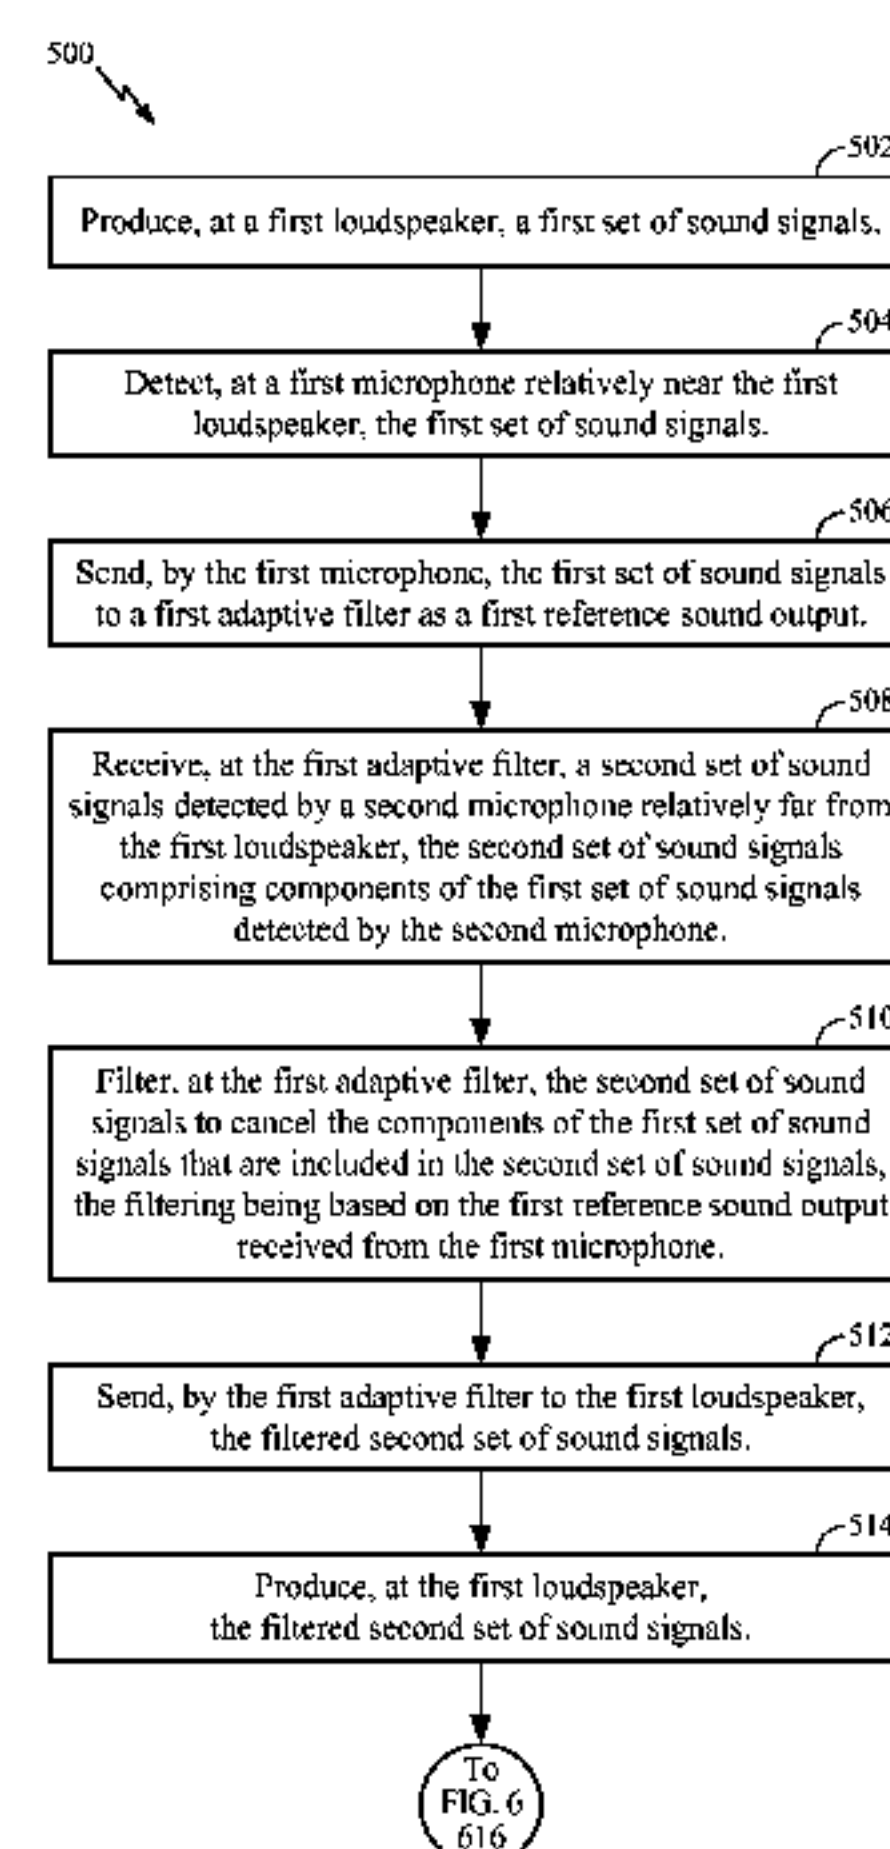 500
502
Produce, at a first loudspeaker, a first set of sound signals.
504
Detect, at a first microphone relatively near the first
loudspeaker, the first set of sound signals.
506
Send, by the first microphone, the first set of sound signals
to a first adaptive filter as a first reference sound output.
508
Receive, at the first adaptive filter, a second set of sound
signals detected by a second microphone relatively far from
the first loudspeaker, the second set of sound signals
comprising components of the first set of sound signals
detected by the second microphone.
510
Filter, at the first adaptive filter, the second set of sound
signals to cancel the components of the first set of sound
signals that are included in the second set of sound signals,
the filtering being based on the first reference sound output
received from the first microphone.
512
Send, by the first adaptive filter to the first loudspeaker,
the filtered second set of sound signals.
514
Produce, at the first loudspeaker,
the filtered second set of sound signals.
To
FIG. 6
616